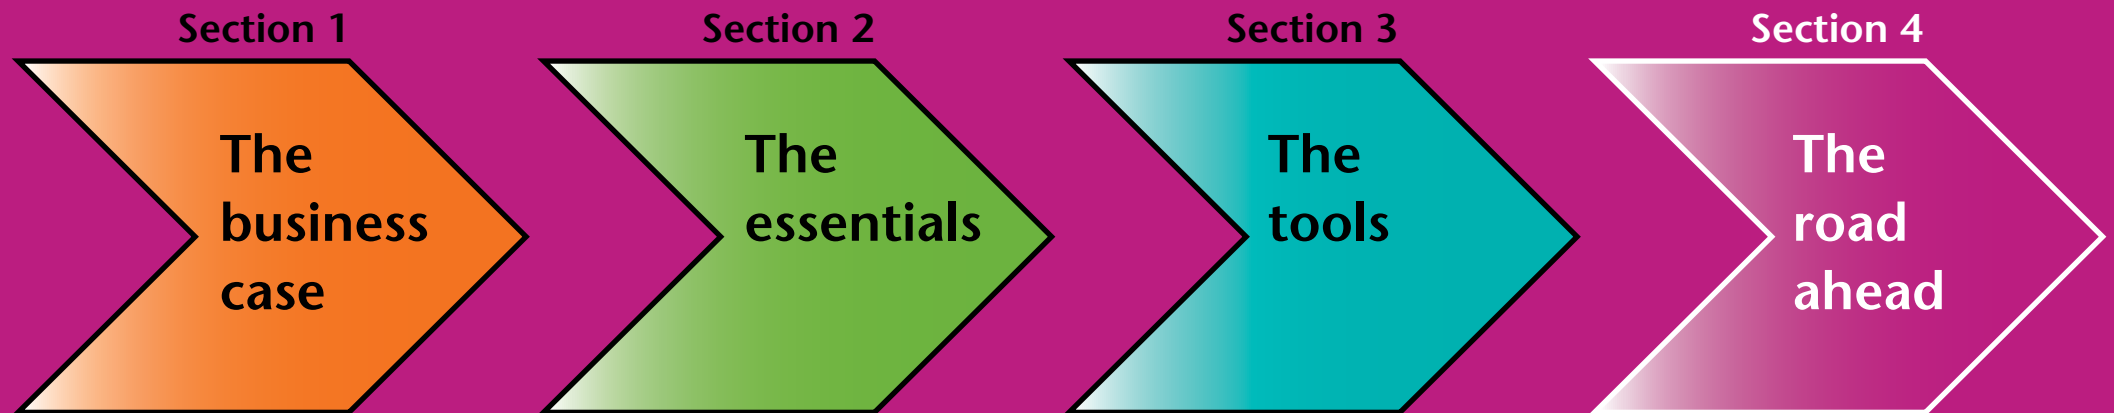 Section 1
The
business
case
Section 2
The
essentials
Section 3
The
tools
Section 4
The
road
ahead